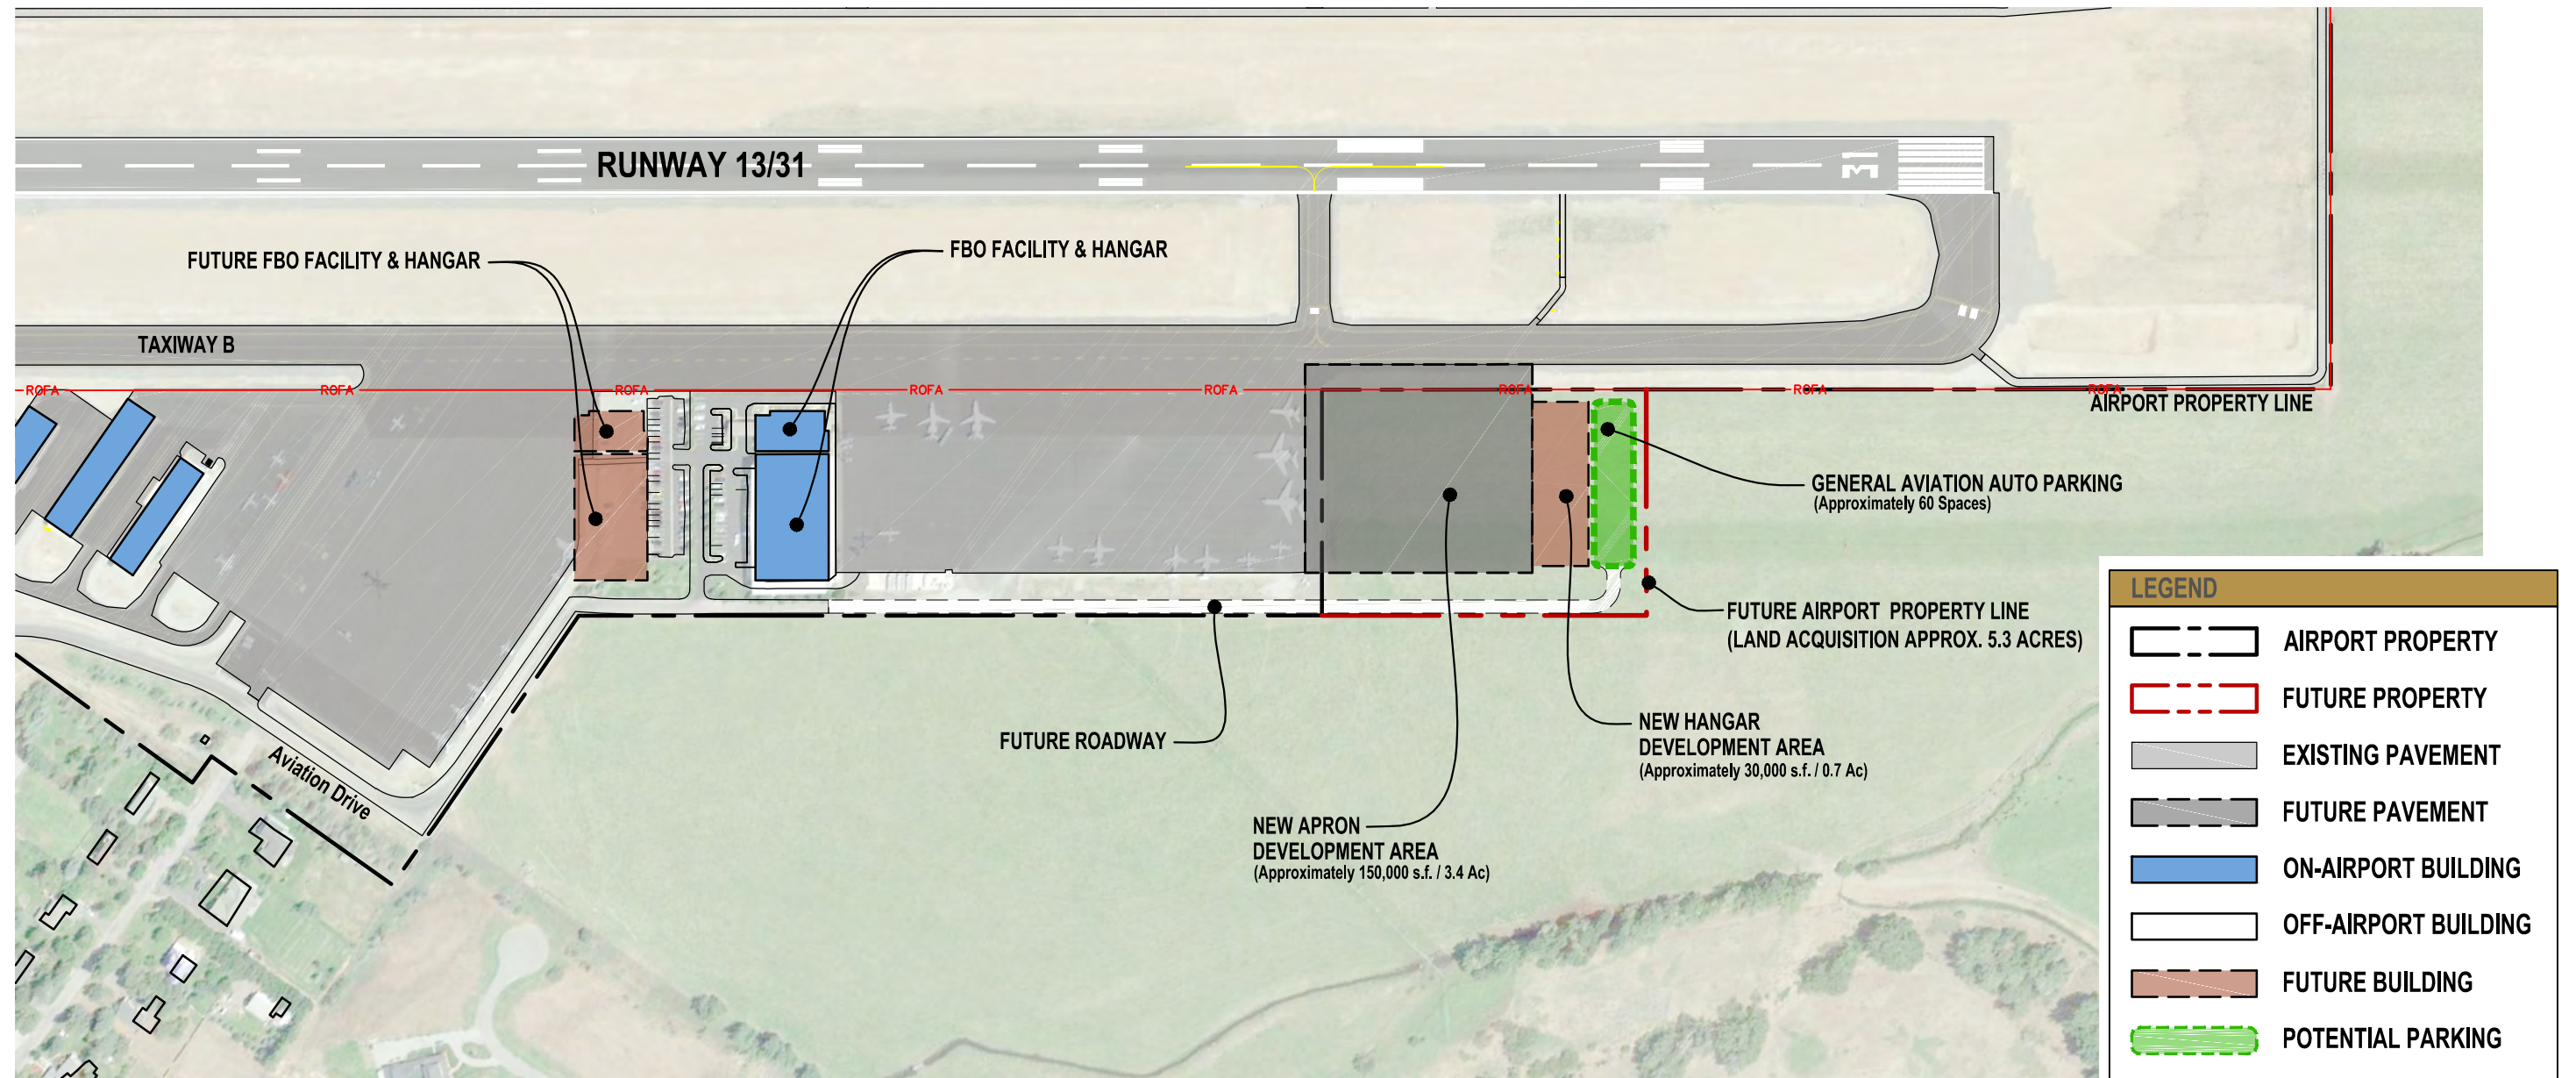 RUNWAY 13/31
31
FUTURE FBO FACILITY & HANGAR
FBO FACILITY & HANGAR
TAXIWAY B
ROFA
ROFA
ROFA
ROFA
ROFA
ROFA
ROFA
ROFA
AIRPORT PROPERTY LINE
GENERAL AVIATION AUTO PARKING
(Approximately 60 Spaces)
FUTURE AIRPORT PROPERTY LINE
(LAND ACQUISITION APPROX. 5.3 ACRES)
FUTURE ROADWAY
NEW HANGAR
DEVELOPMENT AREA
(Approximately 30,000 s.f. / 0.7 Ac)
NEW APRON
DEVELOPMENT AREA
(Approximately 150,000 s.f. / 3.4 Ac)
Aviation Drive
LEGEND
AIRPORT PROPERTY
FUTURE PROPERTY
EXISTING PAVEMENT
FUTURE PAVEMENT
ON-AIRPORT BUILDING
OFF-AIRPORT BUILDING
FUTURE BUILDING
POTENTIAL PARKING